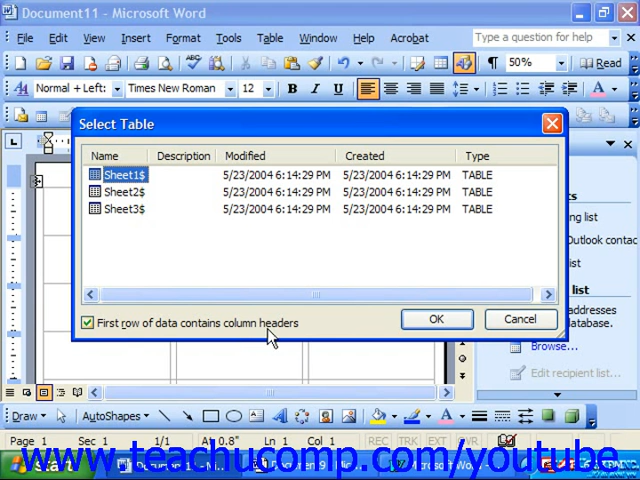 Document11 - Microsoft Word
File Edit View Insert Format Tools Table Window Help Acrobat Type a question for help
50% Read
Normal + Left: Times New Roman 12 B I U
Select Table
Name Description Modified Created Type
Sheet1$ 5/23/2004 6:14:29 PM 5/23/2004 6:14:29 PM TABLE
Sheet2$ 5/23/2004 6:14:29 PM 5/23/2004 6:14:29 PM TABLE
Sheet3$ 5/23/2004 6:14:29 PM 5/23/2004 6:14:29 PM TABLE
First row of data contains column headers OK Cancel
ing list
Outlook contac
ist
list
addresses
database.
Browse...
Edit recipient list...
Draw AutoShapes
Page 1 Sec 1 1/1 At 0.8" Ln 1 Col 1 REC TRK EXT OVR
www.teachucomp.com/youtube